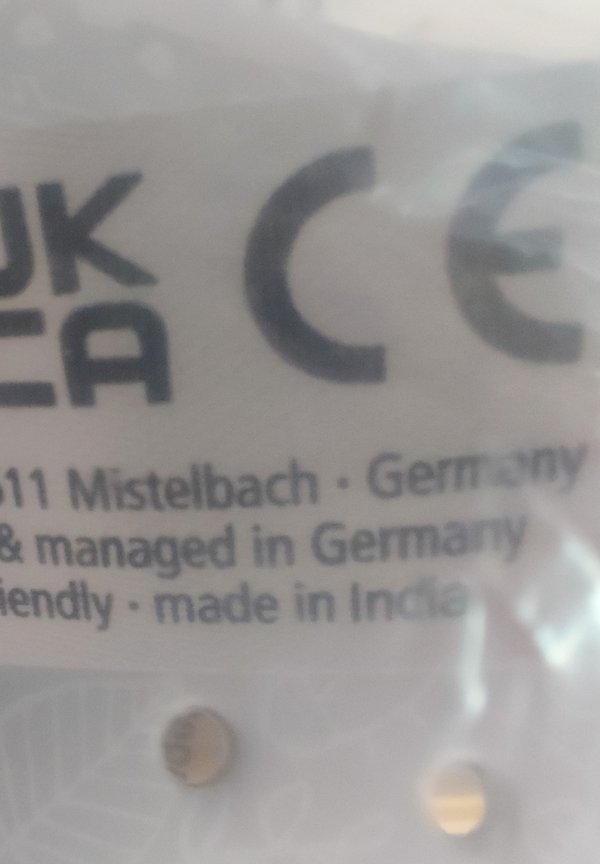 UK
CA
CE
511 Mistelbach · Germany
& managed in Germany
iendly · made in India